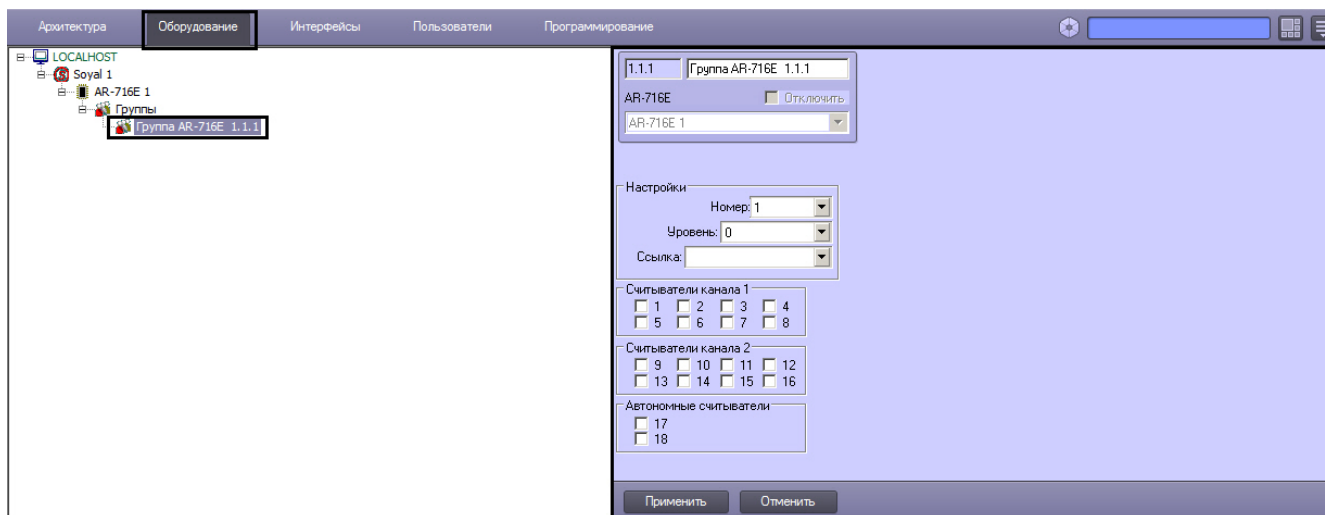 Архитектура Оборудование Интерфейсы Пользователи Программирование
LOCALHOST
Soyal 1
AR-716E 1
Группы
Группа AR-716E 1.1.1
1.1.1 Группа AR-716E 1.1.1
AR-716E Отключить
AR-716E 1
Настройки
Номер: 1
Уровень: 0
Ссылка:
Считыватели канала 1
1 2 3 4
5 6 7 8
Считыватели канала 2
9 10 11 12
13 14 15 16
Автономные считыватели
17
18
Применить Отменить